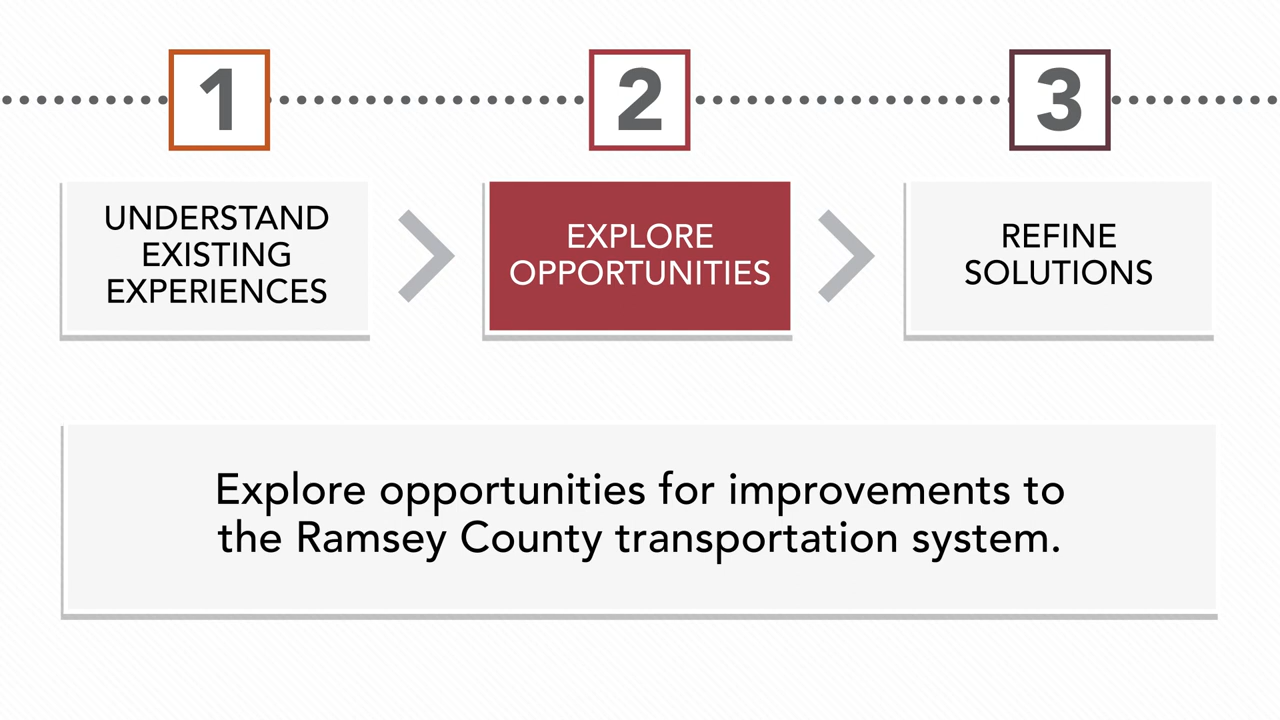 1
2
3
UNDERSTAND
EXISTING
EXPERIENCES
EXPLORE
OPPORTUNITIES
REFINE
SOLUTIONS
Explore opportunities for improvements to
the Ramsey County transportation system.